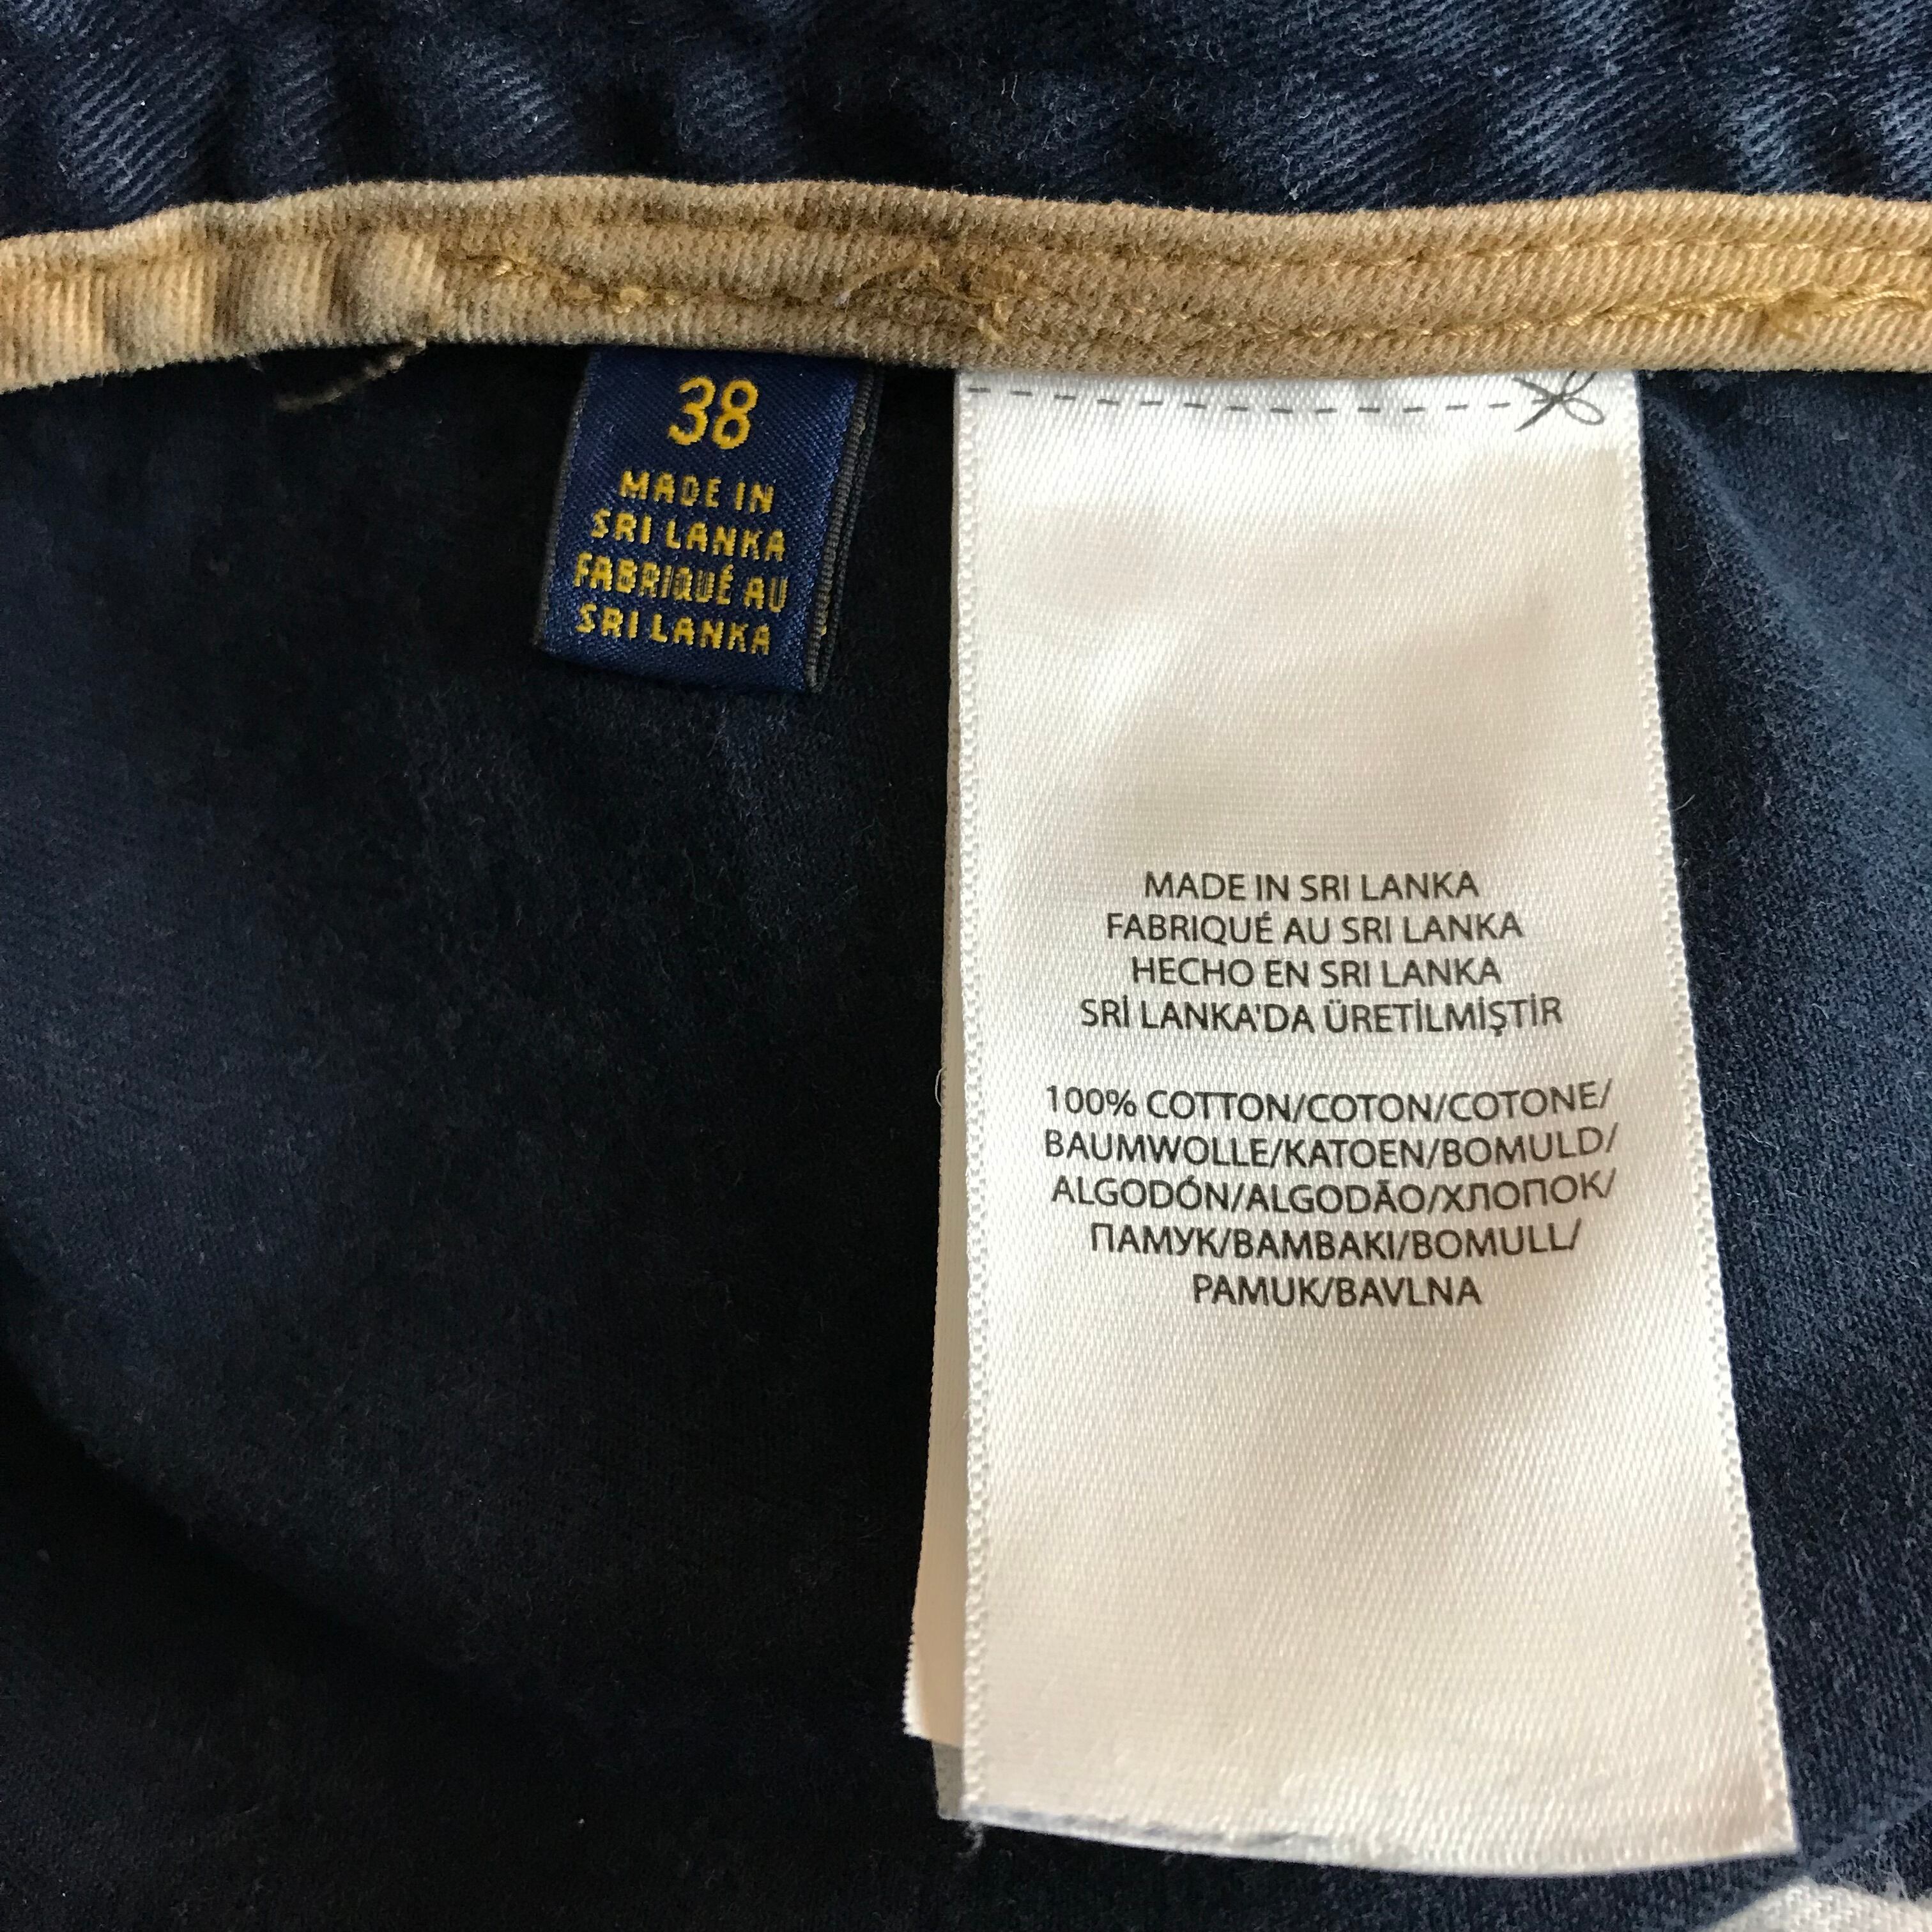 38
MADE IN
SRI LANKA
FABRIQUÉ AU
SRI LANKA
MADE IN SRI LANKA
FABRIQUÉ AU SRI LANKA
HECHO EN SRI LANKA
SRİ LANKA'DA ÜRETİLMİŞTİR
100% COTTON/COTON/COTONE/
BAUMWOLLE/KATOEN/BOMULD/
ALGODÓN/ALGODÃO/ХЛОПОК/
ПАМУК/BAMBAKI/BOMULL/
PAMUK/BAVLNA